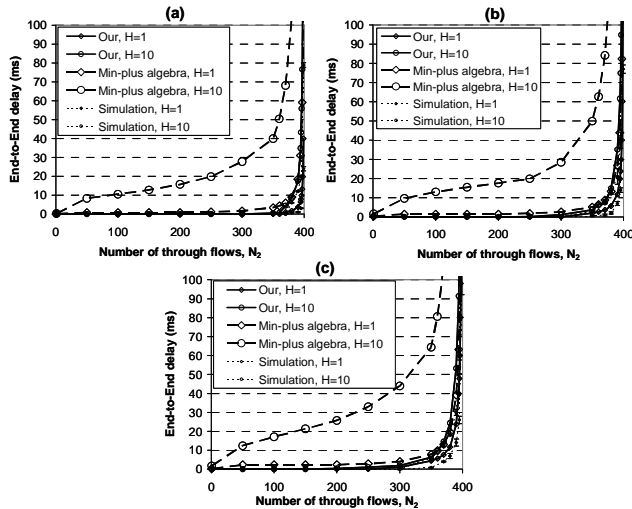 (a)
End-to-End delay (ms)
100
90
80
70
60
50
40
30
20
10
0
Our, H=1
Our, H=10
Min-plus algebra, H=1
Min-plus algebra, H=10
Simulation, H=1
Simulation, H=10
0 100 200 300 400
Number of through flows, N2
(b)
End-to-End delay (ms)
100
90
80
70
60
50
40
30
20
10
0
Our, H=1
Our, H=10
Min-plus algebra, H=1
Min-plus algebra, H=10
Simulation, H=1
Simulation, H=10
0 100 200 300 400
Number of through flows, N2
(c)
End-to-End delay (ms)
100
90
80
70
60
50
40
30
20
10
0
Our, H=1
Our, H=10
Min-plus algebra, H=1
Min-plus algebra, H=10
Simulation, H=1
Simulation, H=10
0 100 200 300 400
Number of through flows, N2